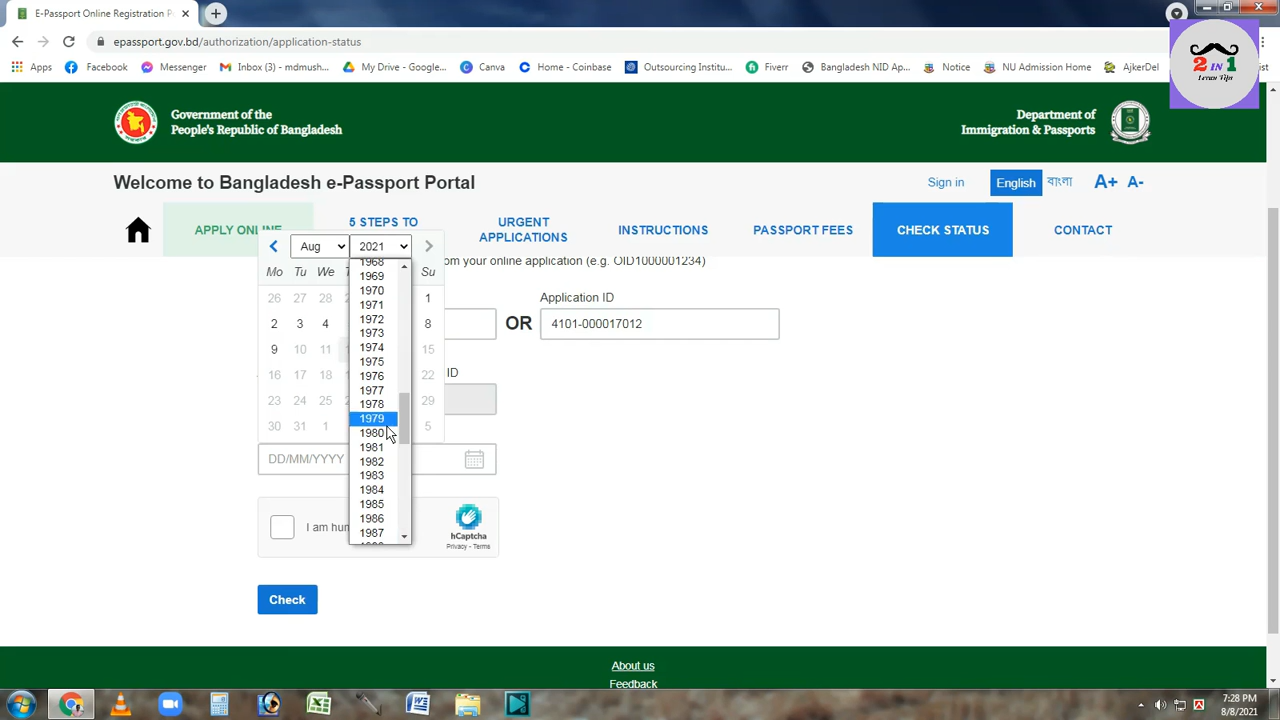 E-Passport Online Registration P
epassport.gov.bd/authorization/application-status
Apps
Facebook
Messenger
Inbox (3) - mdmush...
My Drive - Google...
Canva
Home - Coinbase
Outsourcing Institu...
Fiverr
Bangladesh NID Ap...
Notice
NU Admission Home
AjkerDel
ist
2 IN 1
Learn Tips
Government of the
People's Republic of Bangladesh
Department of
Immigration & Passports
Welcome to Bangladesh e-Passport Portal
Sign in
English
বাংলা
A+
A-
APPLY ONLINE
5 STEPS TO
URGENT
APPLICATIONS
INSTRUCTIONS
PASSPORT FEES
CHECK STATUS
CONTACT
Aug
2021
from your online application (e.g. OID1000001234)
Mo Tu We Su
26 27 28 1
2 3 4 8
9 10 11 15
16 17 18 22
23 24 25 29
30 31 1 5
1968
1969
1970
1971
1972
1973
1974
1975
1976
1977
1978
1979
1980
1981
1982
1983
1984
1985
1986
1987
OR
Application ID
4101-000017012
ID
DD/MM/YYYY
I am hum
hCaptcha
Privacy - Terms
Check
About us
Feedback
7:28 PM
8/8/2021